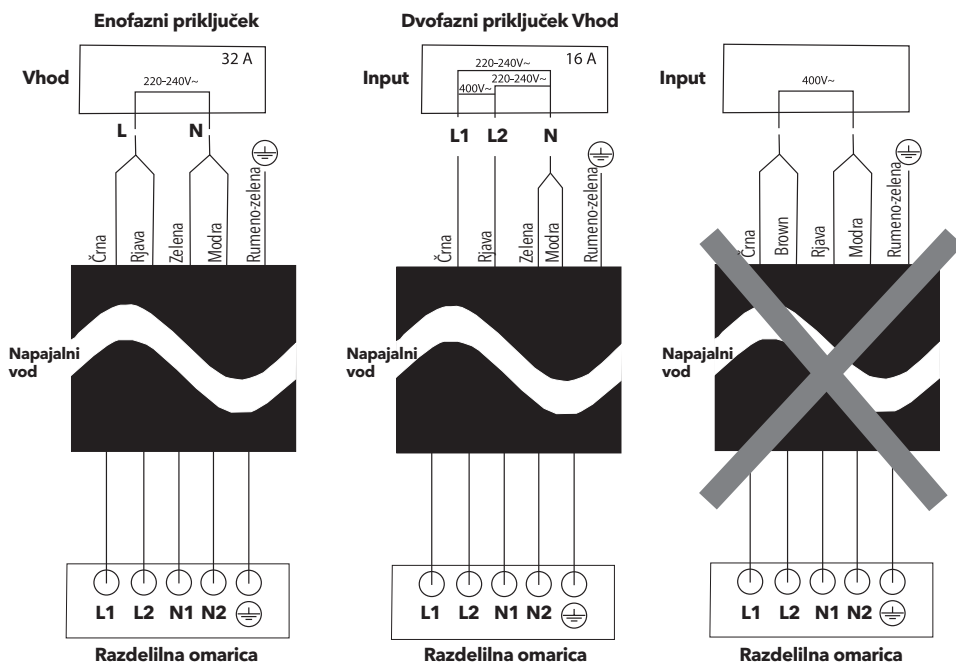 Enofazni priključek
Vhod
32 A
220-240V~
L N
Črna
Rjava
Zelena
Modra
Rumeno-zelena
Napajalni
vod
L1 L2 N1 N2
Razdelilna omarica
Dvofazni priključek Vhod
Input
220-240V~
16 A
220-240V~
400V~
L1 L2 N
Črna
Rjava
Zelena
Modra
Rumeno-zelena
Napajalni
vod
L1 L2 N1 N2
Razdelilna omarica
Input
400V~
Črna
Brown
Rjava
Modra
Rumeno-zelena
Napajalni
vod
L1 L2 N1 N2
Razdelilna omarica